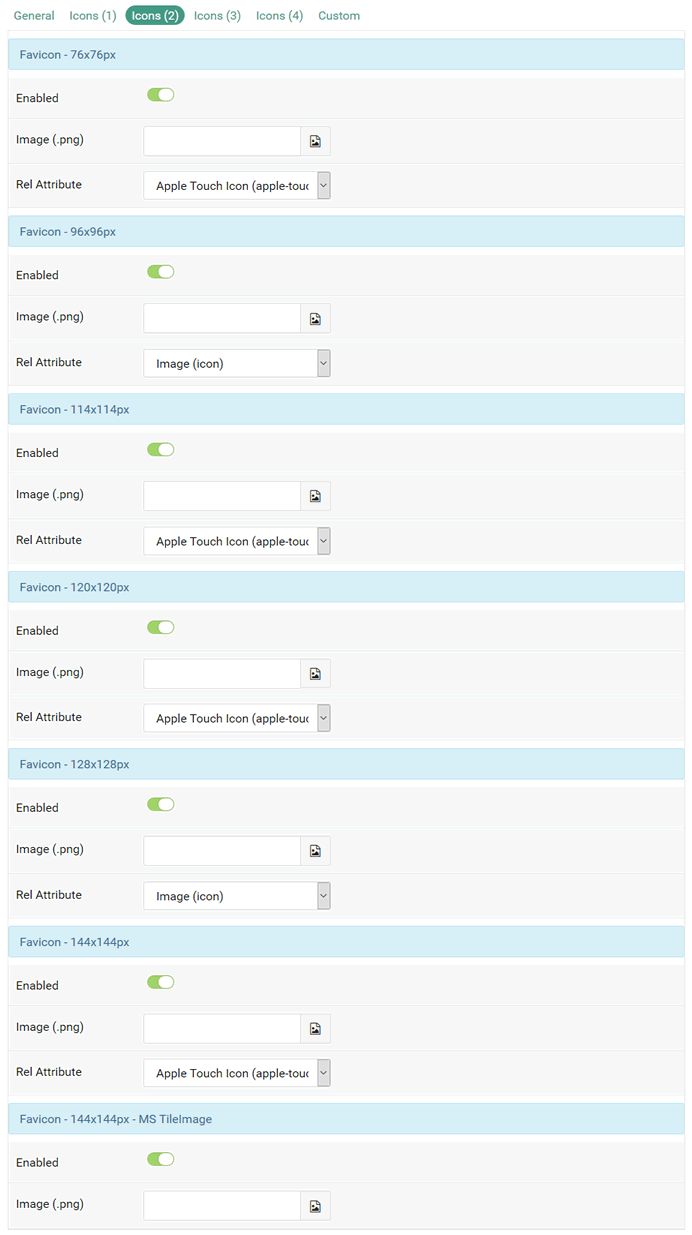 General Icons (1) Icons (2) Icons (3) Icons (4) Custom
Favicon - 76x76px
Enabled
Image (.png)
Rel Attribute Apple Touch Icon (apple-touc
Favicon - 96x96px
Enabled
Image (.png)
Rel Attribute Image (icon)
Favicon - 114x114px
Enabled
Image (.png)
Rel Attribute Apple Touch Icon (apple-touc
Favicon - 120x120px
Enabled
Image (.png)
Rel Attribute Apple Touch Icon (apple-touc
Favicon - 128x128px
Enabled
Image (.png)
Rel Attribute Image (icon)
Favicon - 144x144px
Enabled
Image (.png)
Rel Attribute Apple Touch Icon (apple-touc
Favicon - 144x144px - MS TileImage
Enabled
Image (.png)